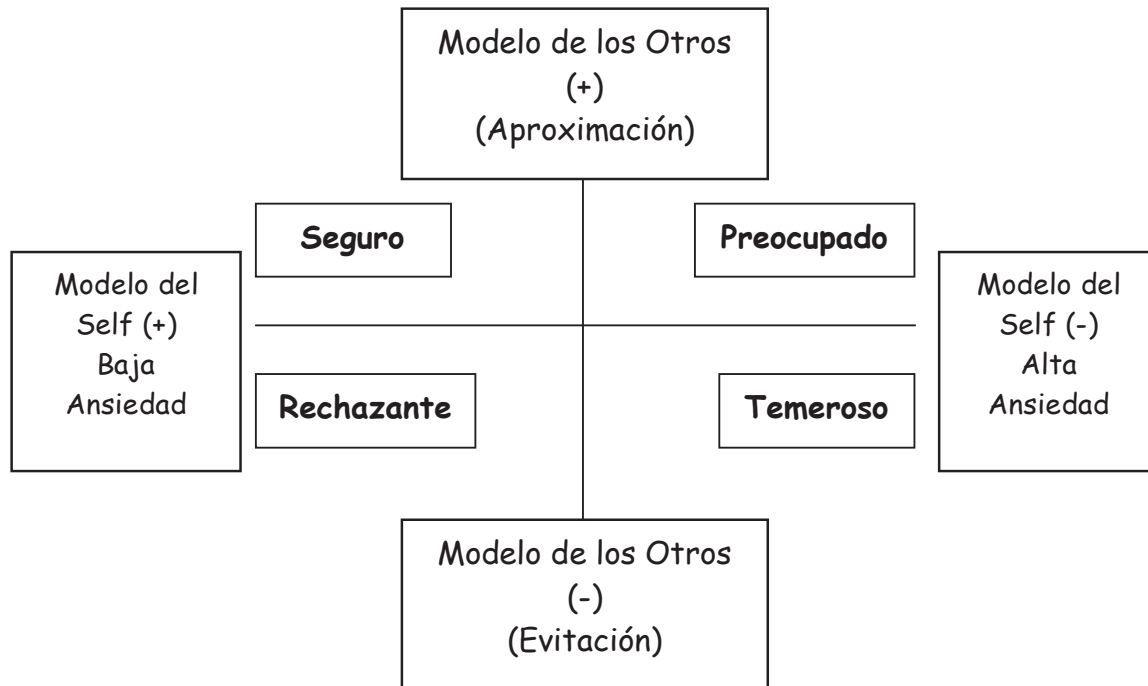 Modelo de los Otros
(+)
(Aproximación)
Seguro
Preocupado
Modelo del
Self (+)
Baja
Ansiedad
Modelo del
Self (-)
Alta
Ansiedad
Rechazante
Temeroso
Modelo de los Otros
(-)
(Evitación)